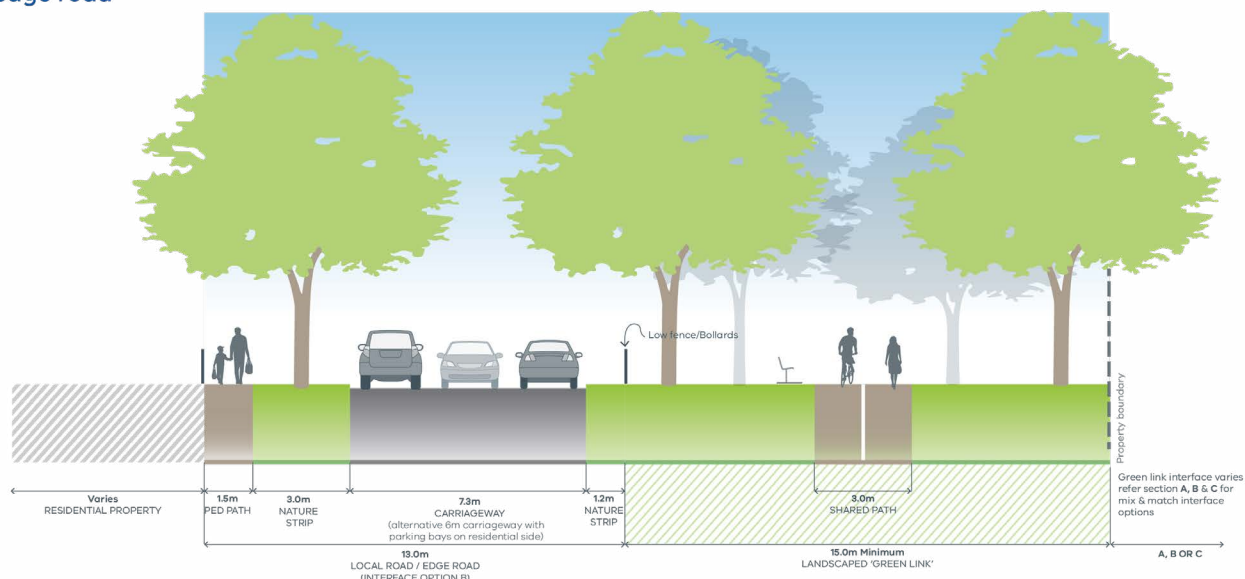 edge road
Low fence/Bollards
Property boundary
Varies
RESIDENTIAL PROPERTY
1.5m
PED PATH
3.0m
NATURE
STRIP
7.3m
CARRIAGEWAY
(alternative 6m carriageway with
parking bays on residential side)
1.2m
NATURE
STRIP
3.0m
SHARED PATH
Green link interface varies
refer section A, B & C for
mix & match interface
options
13.0m
LOCAL ROAD / EDGE ROAD
(INTERFACE OPTION B)
15.0m Minimum
LANDSCAPED 'GREEN LINK'
A, B OR C